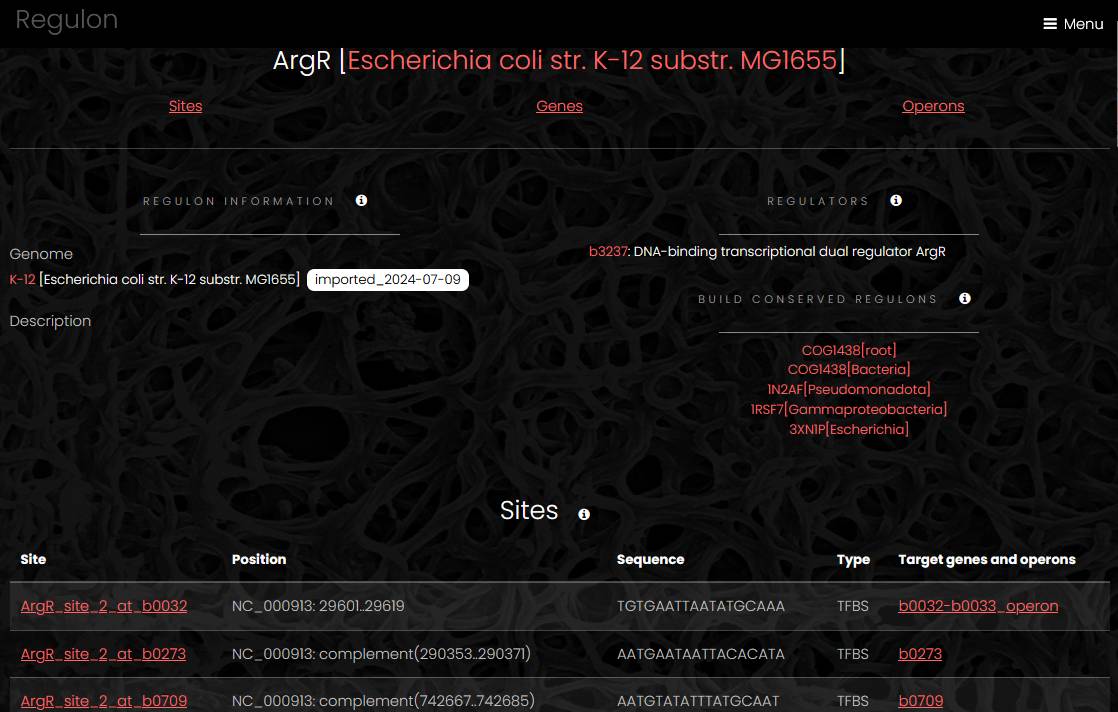 Regulon
Menu
ArgR [Escherichia coli str. K-12 substr. MG1655]
Sites Genes Operons
REGULON INFORMATION
REGULATORS
Genome
b3237: DNA-binding transcriptional dual regulator ArgR
K-12 [Escherichia coli str. K-12 substr. MG1655] imported_2024-07-09
BUILD CONSERVED REGULONS
Description
COG1438[root]
COG1438[Bacteria]
1N2AF[Pseudomonadota]
1RSF7[Gammaproteobacteria]
3XN1P[Escherichia]
Sites
Site Position Sequence Type Target genes and operons
ArgR_site_2_at_b0032 NC_000913: 29601..29619 TGTGAATTAATATGCAAA TFBS b0032-b0033_operon
ArgR_site_2_at_b0273 NC_000913: complement(290353..290371) AATGAATAATTACACATA TFBS b0273
ArgR_site_2_at_b0709 NC_000913: complement(742667..742685) AATGTATATTTATGCAAT TFBS b0709